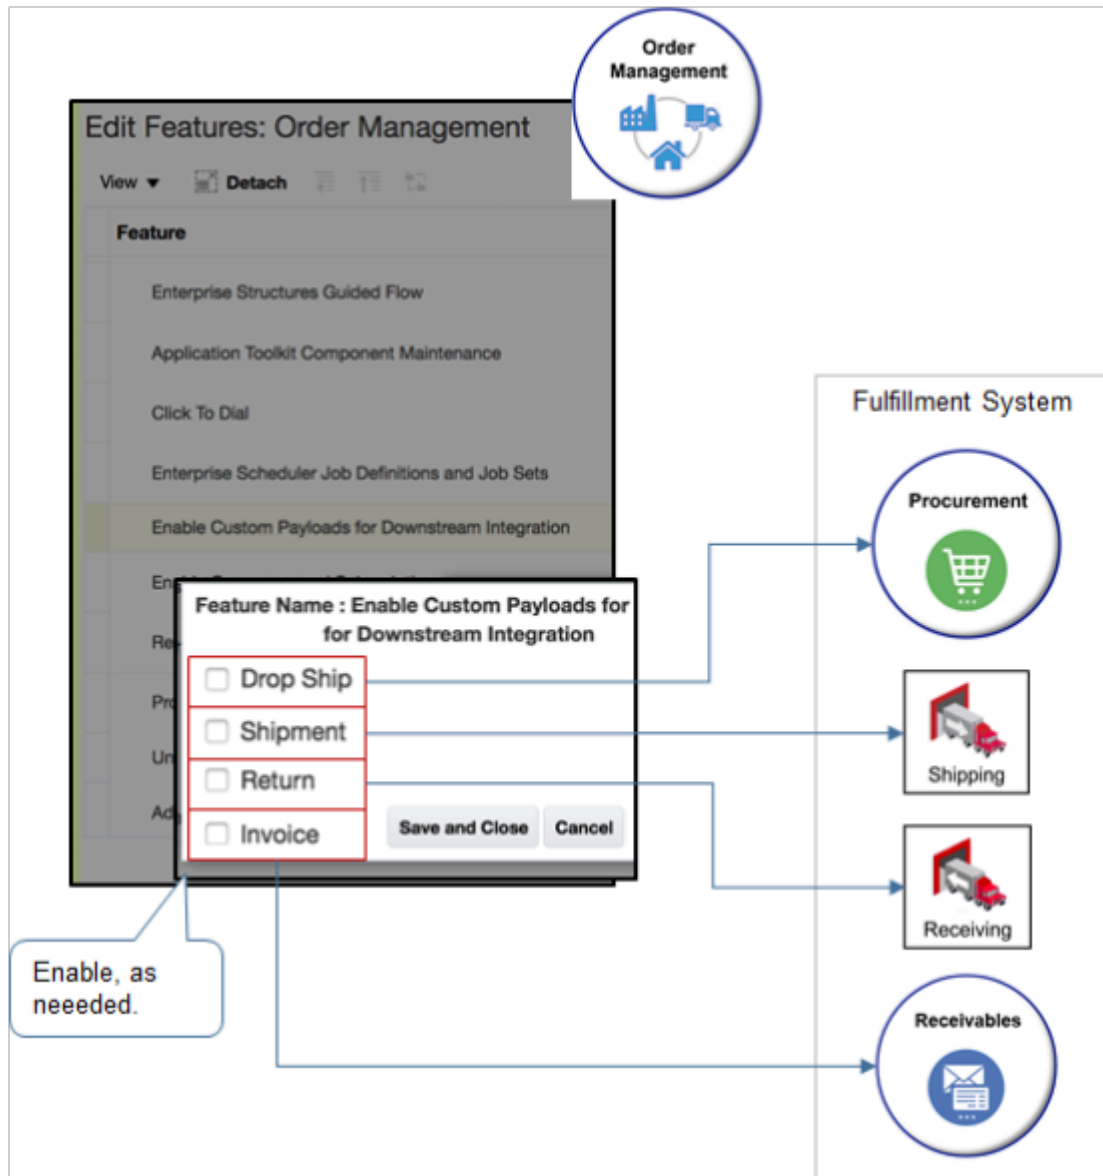 Order
Management
Edit Features: Order Management
View
Detach
Feature
Enterprise Structures Guided Flow
Application Toolkit Component Maintenance
Click To Dial
Enterprise Scheduler Job Definitions and Job Sets
Enable Custom Payloads for Downstream Integration
Feature Name : Enable Custom Payloads for
for Downstream Integration
Drop Ship
Shipment
Return
Invoice
Save and Close
Cancel
Enable, as
neeeded.
Fulfillment System
Procurement
Shipping
Receiving
Receivables